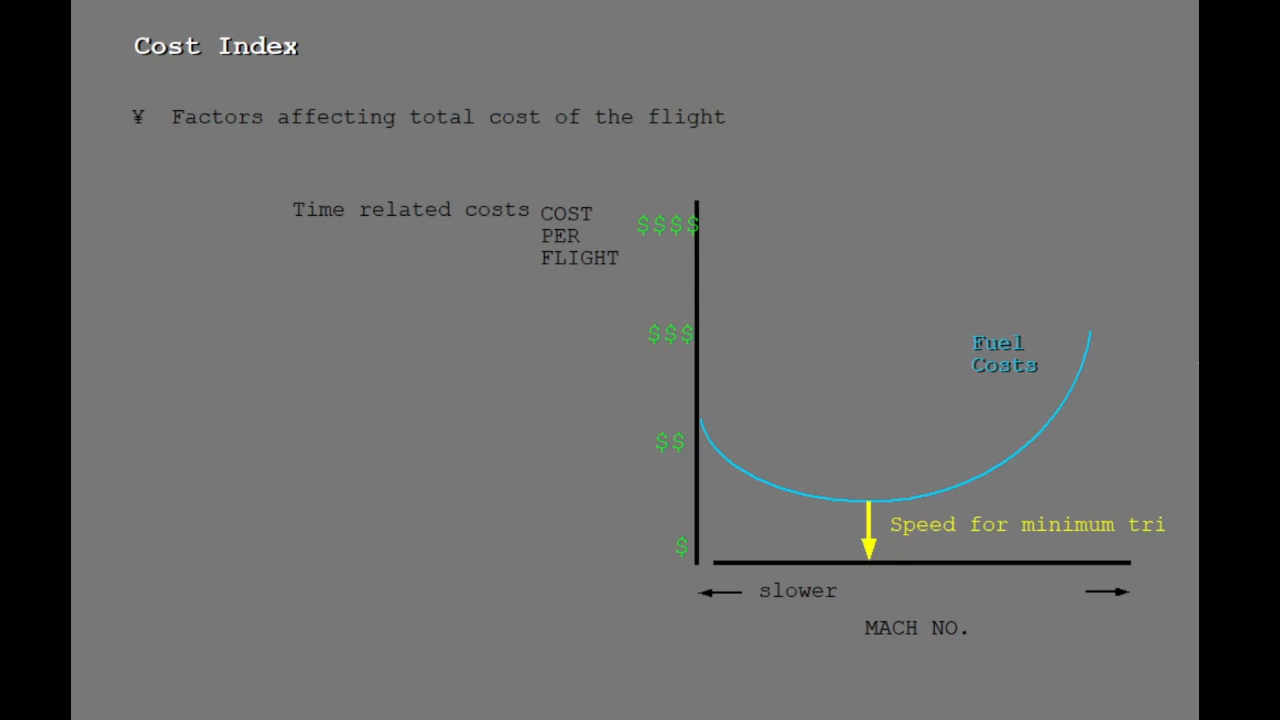 Cost Index
¥ Factors affecting total cost of the flight
Time related costs
COST
PER
FLIGHT
$$$$
$$$
$$
$
Fuel
Costs
Speed for minimum tri
slower
MACH NO.